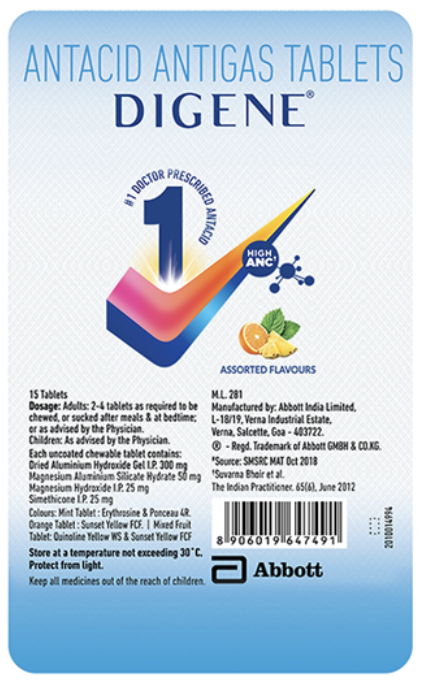 ANTACID ANTIGAS TABLETS
DIGENE®
#1 DOCTOR PRESCRIBED ANTACID
1
HIGH
ANC†
ASSORTED FLAVOURS
15 Tablets
Dosage: Adults: 2-4 tablets as required to be
chewed, or sucked after meals & at bedtime;
or as advised by the Physician.
Children: As advised by the Physician.
Each uncoated chewable tablet contains:
Dried Aluminium Hydroxide Gel I.P. 300 mg
Magnesium Aluminium Silicate Hydrate 50 mg
Magnesium Hydroxide I.P. 25 mg
Simethicone I.P. 25 mg
Colours: Mint Tablet : Erythrosine & Ponceau 4R.
Orange Tablet : Sunset Yellow FCF. | Mixed Fruit
Tablet: Quinoline Yellow WS & Sunset Yellow FCF
Store at a temperature not exceeding 30°C.
Protect from light.
Keep all medicines out of the reach of children.
M.L. 281
Manufactured by: Abbott India Limited,
L-18/19, Verna Industrial Estate,
Verna, Salcette, Goa - 403722.
® - Regd. Trademark of Abbott GMBH & CO.KG.
#Source: SMSRC MAT Oct 2018
†Suvarna Bhoir et al.
The Indian Practitioner. 65(6), June 2012
8 906019 647491
2010014994
Abbott